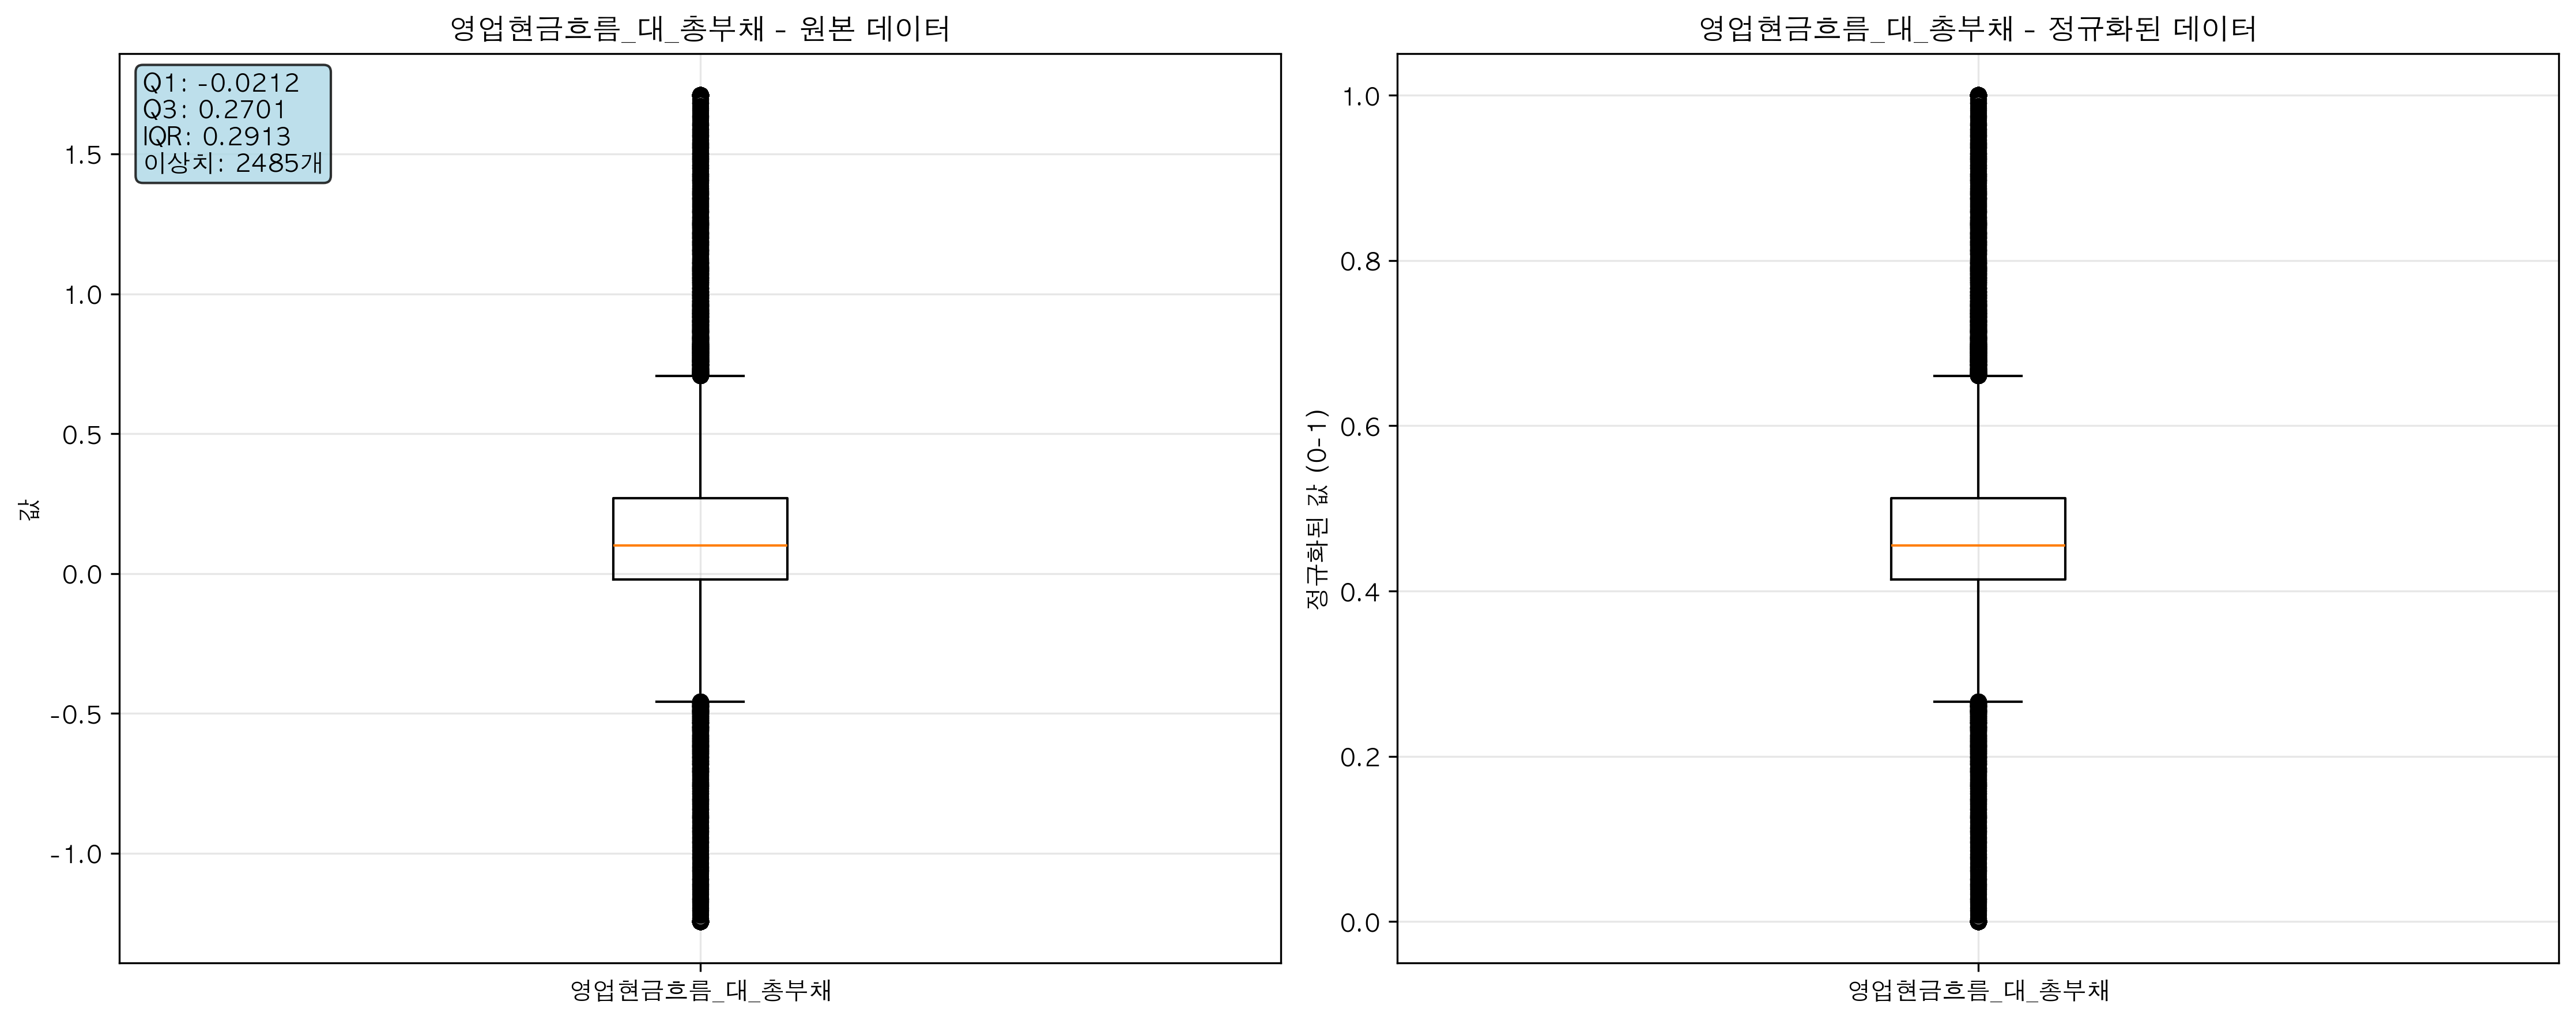 영업현금흐름_대_총부채 - 원본 데이터
Q1: -0.0212
Q3: 0.2701
IQR: 0.2913
이상치: 2485개
1.5
1.0
0.5
0.0
-0.5
-1.0
값
영업현금흐름_대_총부채
영업현금흐름_대_총부채 - 정규화된 데이터
1.0
0.8
0.6
0.4
0.2
0.0
정규화된 값 (0-1)
영업현금흐름_대_총부채